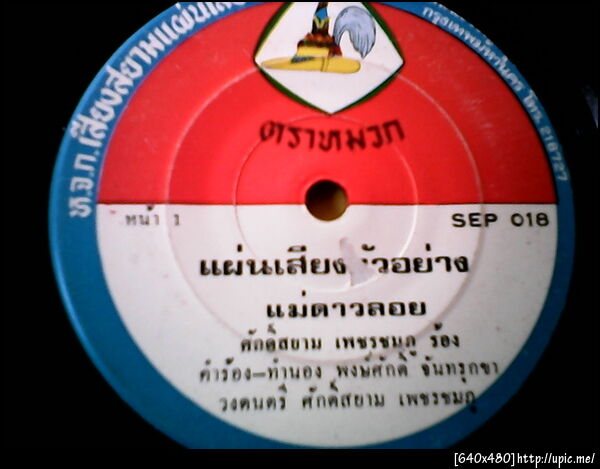 ห.จ.ก.เสียงสยามแผ่นเสียง
กรุงเทพมหานคร โทร.218727
ตราหมวก
หน้า 1
SEP 018
แผ่นเสียง ตัวอย่าง
แม่ดาวลอย
ศักดิ์สยาม เพชรชมภู ร้อง
คำร้อง-ทำนอง พงษ์ศักดิ์ จันทรุกขา
วงดนตรี ศักดิ์สยาม เพชรชมภู
[640x480]http://upic.me/